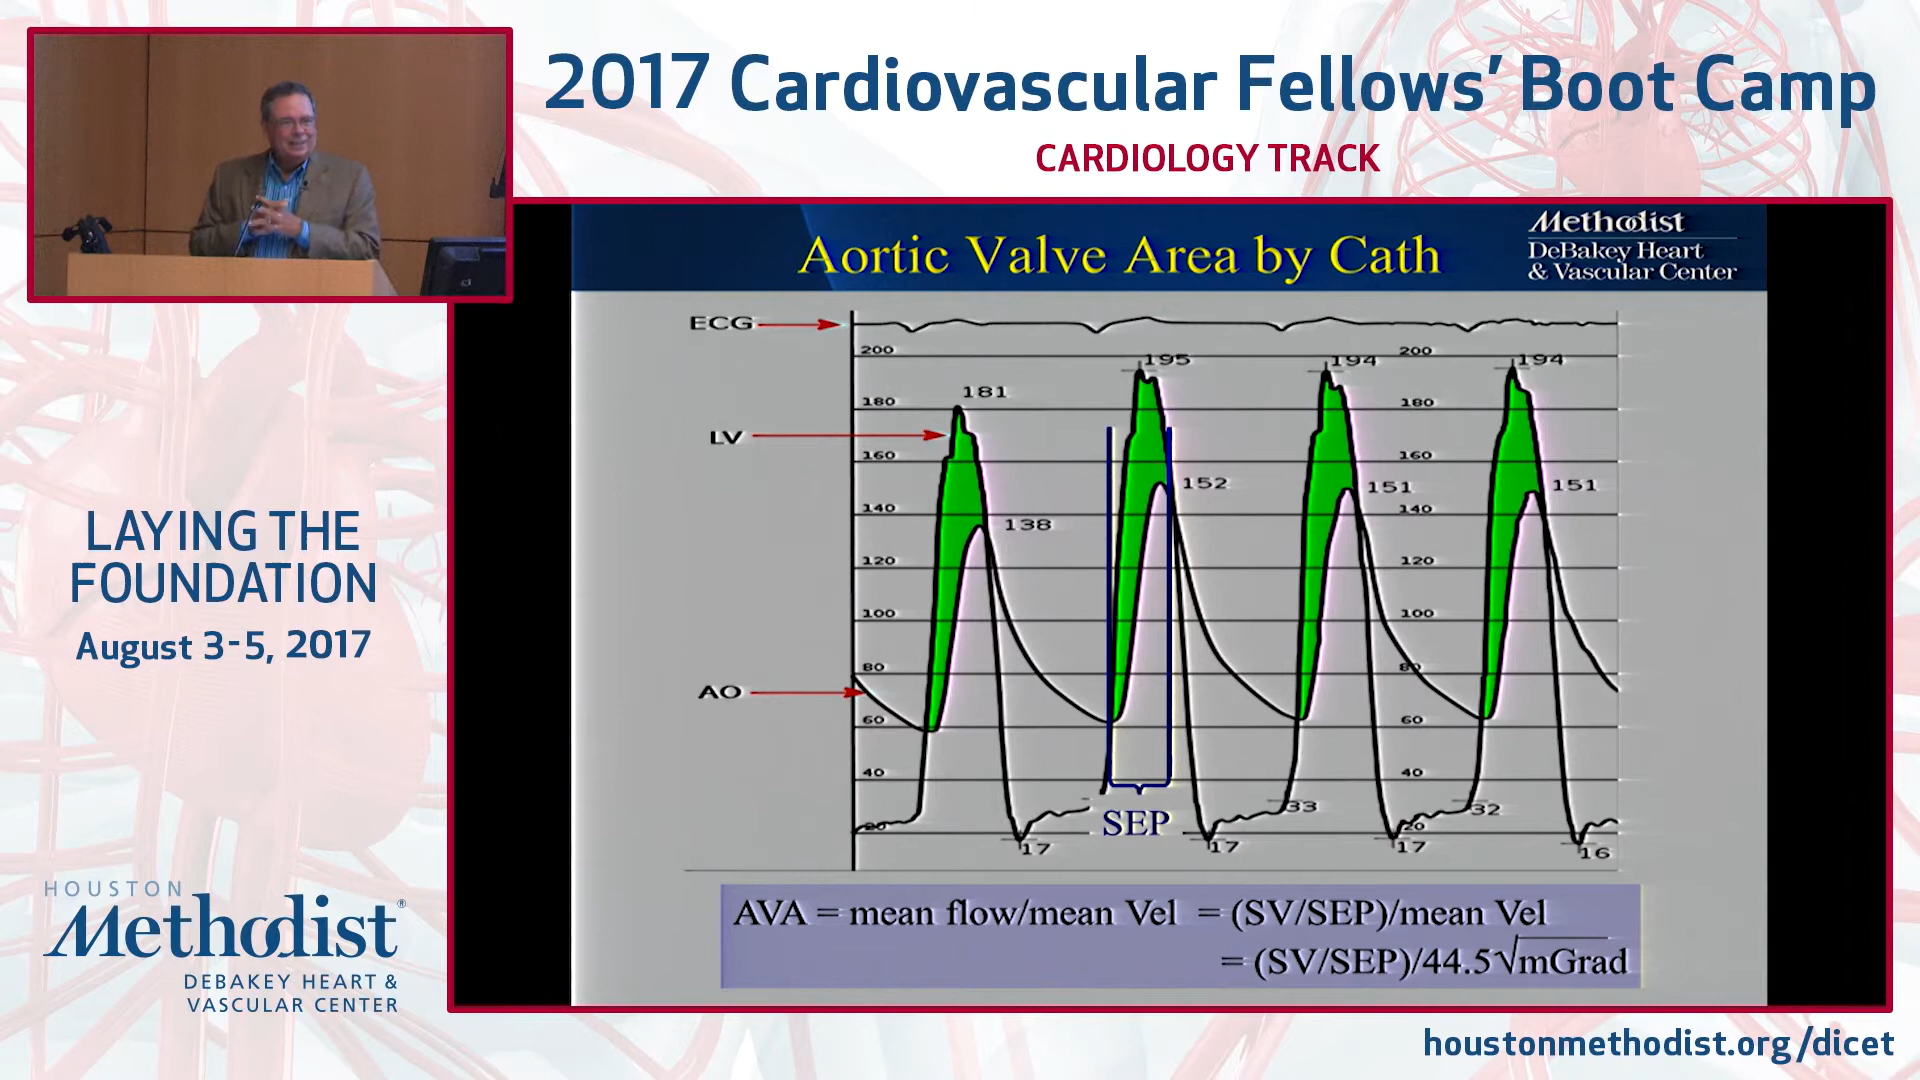 2017 Cardiovascular Fellows' Boot Camp
CARDIOLOGY TRACK
Aortic Valve Area by Cath
Methodist
DeBakey Heart
& Vascular Center
ECG
LV
AO
200
180
160
140
120
100
80
60
40
20
200
180
160
140
120
100
80
60
40
20
181
138
195
152
194
151
194
151
17
SEP
17
33
17
32
16
AVA = mean flow/mean Vel = (SV/SEP)/mean Vel
= (SV/SEP)/44.5√mGrad
LAYING THE
FOUNDATION
August 3-5, 2017
HOUSTON
Methodist®
DEBAKEY HEART &
VASCULAR CENTER
houstonmethodist.org/dicet